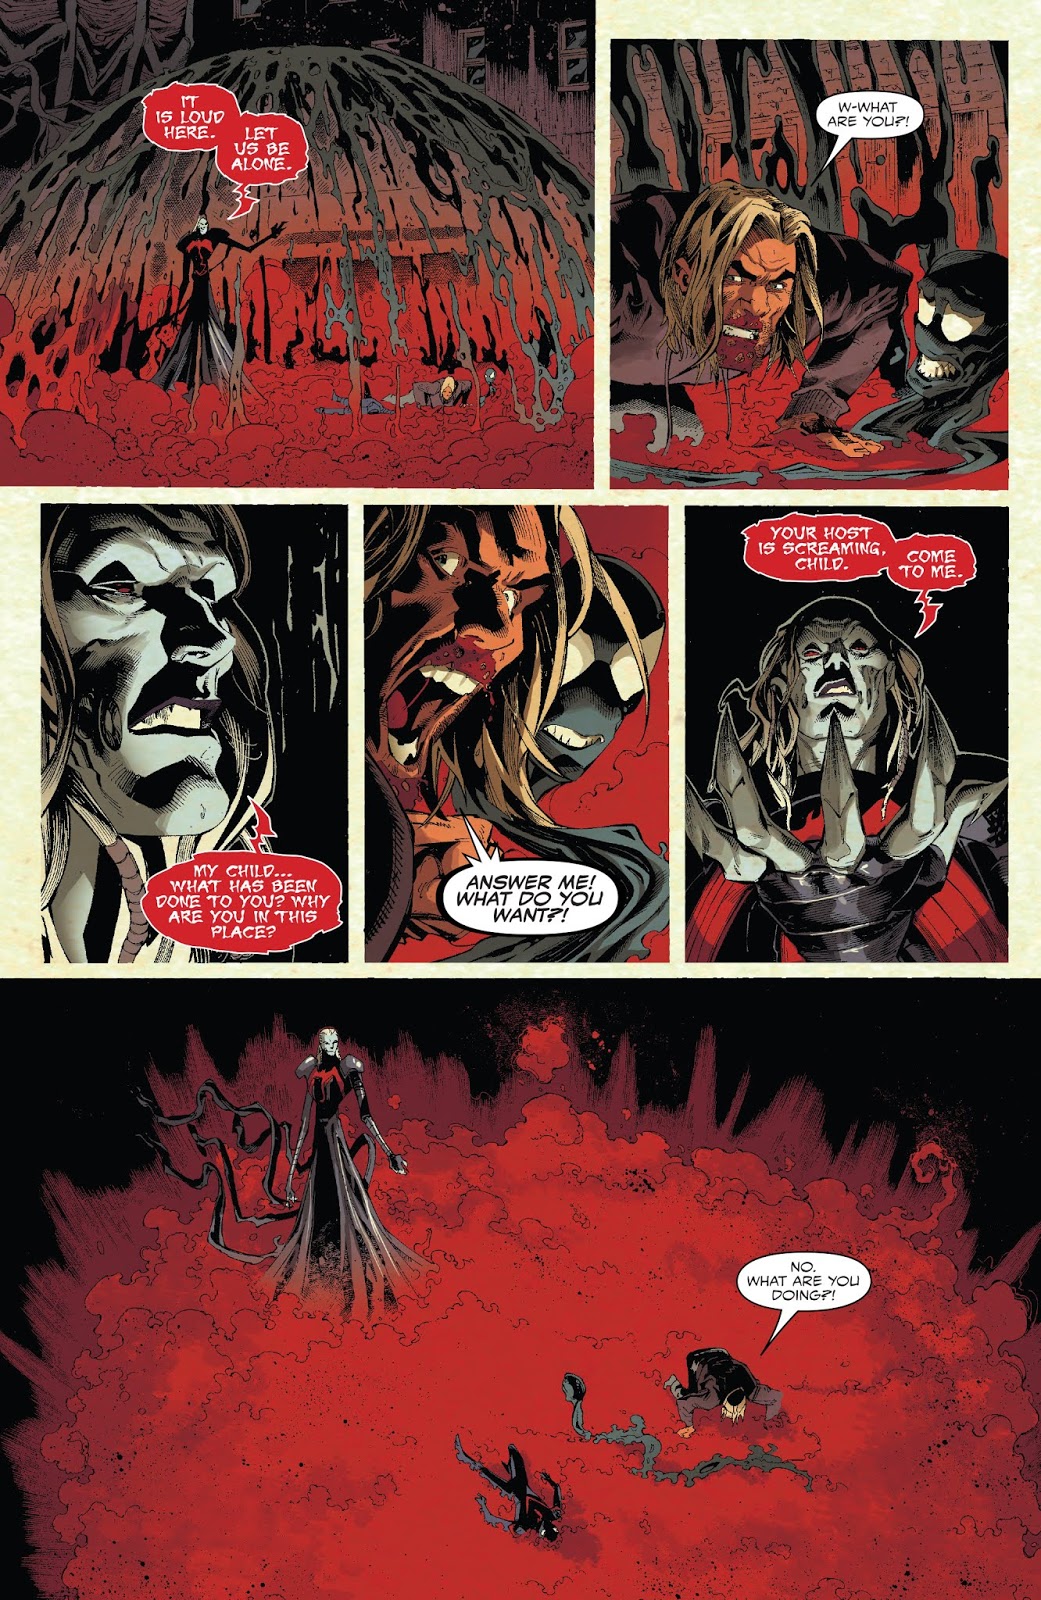 IT
IS LOUD
HERE.
LET
US BE
ALONE.
W-WHAT
ARE YOU?!
MY CHILD...
WHAT HAS BEEN
DONE TO YOU? WHY
ARE YOU IN THIS
PLACE?
ANSWER ME!
WHAT DO YOU
WANT?!
YOUR HOST
IS SCREAMING,
CHILD.
COME
TO ME.
NO.
WHAT ARE YOU
DOING?!